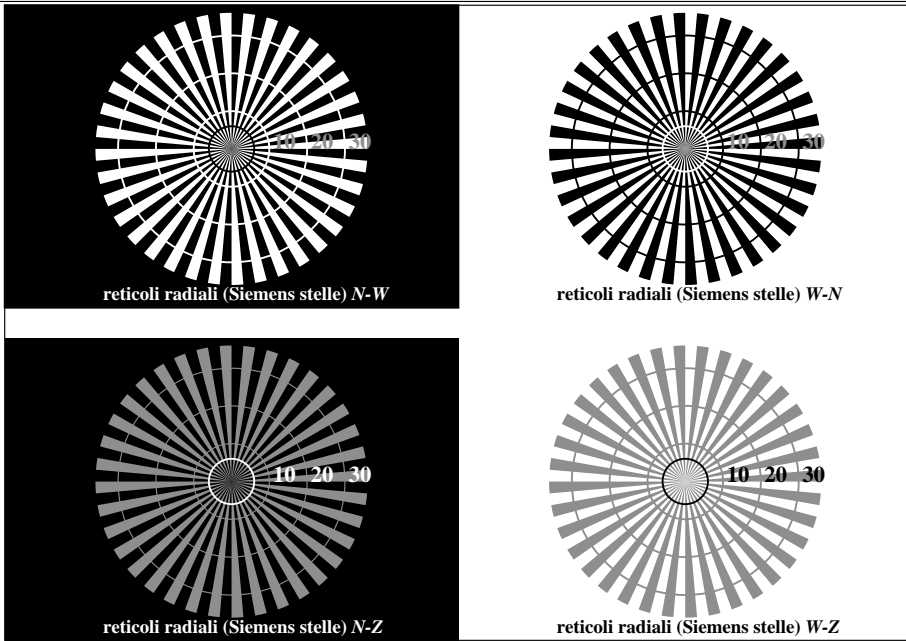 10 20 30
reticoli radiali (Siemens stelle) N-W
10 20 30
reticoli radiali (Siemens stelle) W-N
10 20 30
reticoli radiali (Siemens stelle) N-Z
10 20 30
reticoli radiali (Siemens stelle) W-Z